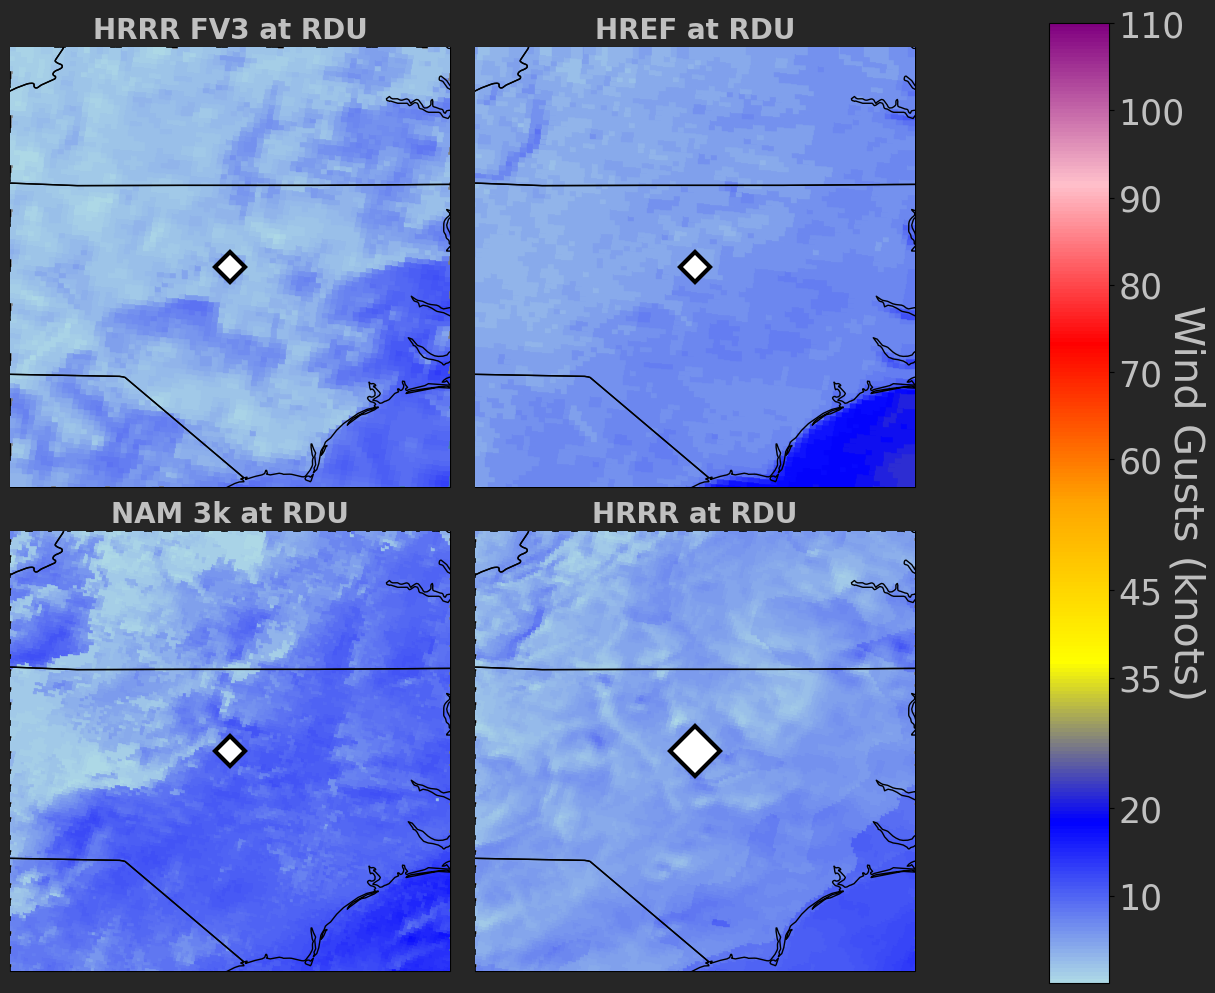 HRRR FV3 at RDU
HREF at RDU
NAM 3k at RDU
HRRR at RDU
110
100
90
80
70
60
45
35
20
10
Wind Gusts (knots)